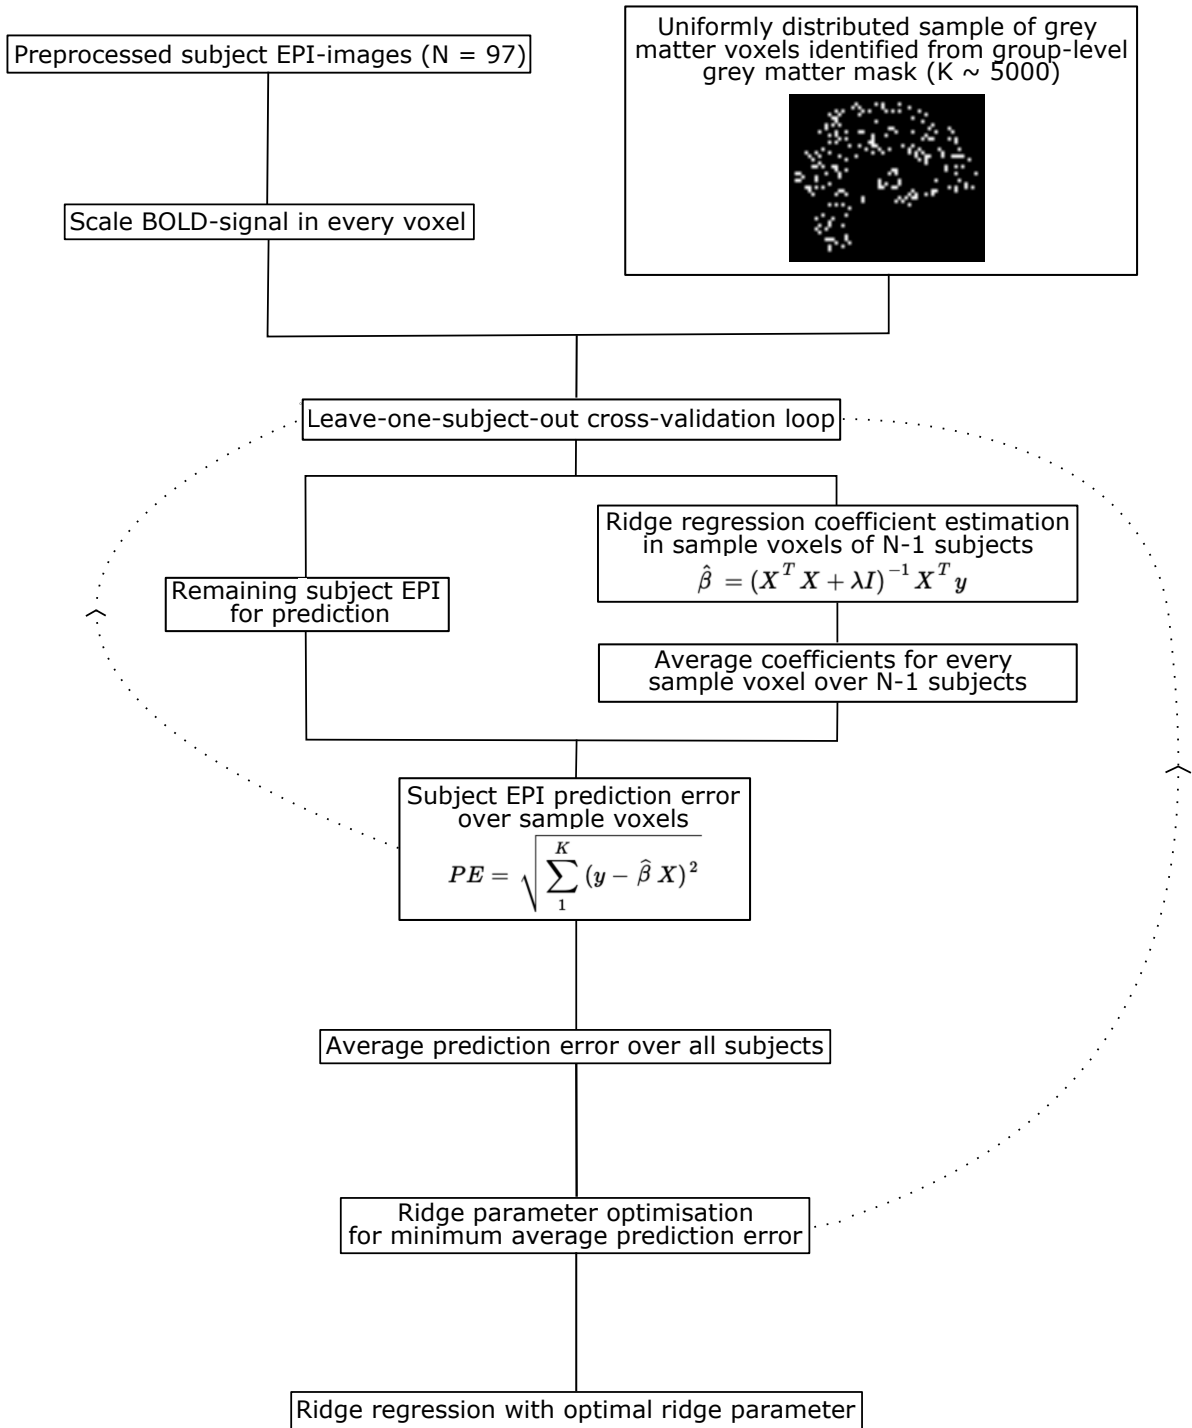 Preprocessed subject EPI-images (N = 97)
Uniformly distributed sample of grey
matter voxels identified from group-level
grey matter mask (K ~ 5000)
Scale BOLD-signal in every voxel
Leave-one-subject-out cross-validation loop
Remaining subject EPI
for prediction
Ridge regression coefficient estimation
in sample voxels of N-1 subjects
β̂ = (X^T X + λI)^−1 X^T y
Average coefficients for every
sample voxel over N-1 subjects
Subject EPI prediction error
over sample voxels
PE = √∑_1^K (y − β̂ X)^2
Average prediction error over all subjects
Ridge parameter optimisation
for minimum average prediction error
Ridge regression with optimal ridge parameter